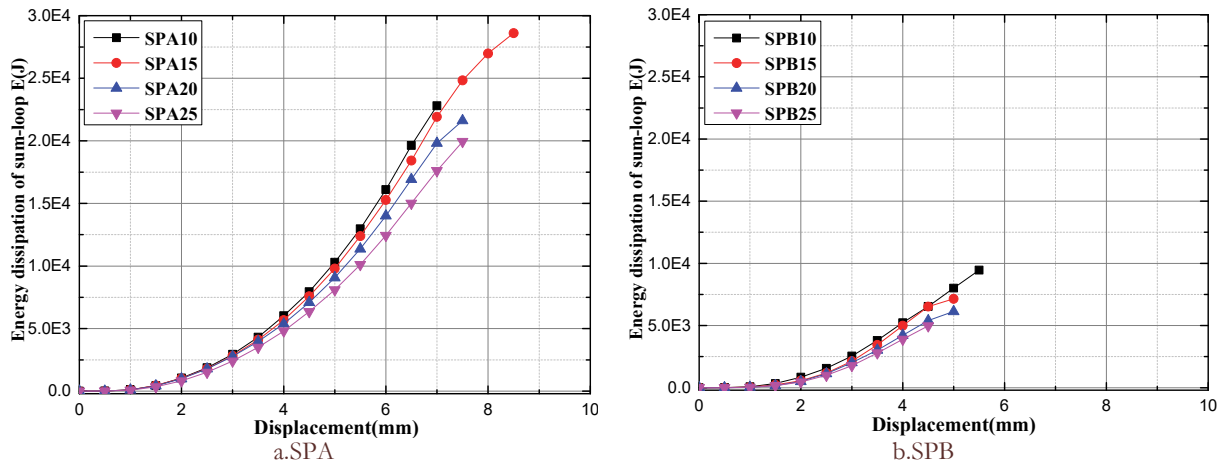 3.0E4
2.5E4
2.0E4
1.5E4
1.0E4
5.0E3
0.0
Energy dissipation of sum-loop E(J)
SPA10
SPA15
SPA20
SPA25
0 2 4 6 8 10
Displacement(mm)
a.SPA
3.0E4
2.5E4
2.0E4
1.5E4
1.0E4
5.0E3
0.0
Energy dissipation of sum-loop E(J)
SPB10
SPB15
SPB20
SPB25
0 2 4 6 8 10
Displacement(mm)
b.SPB